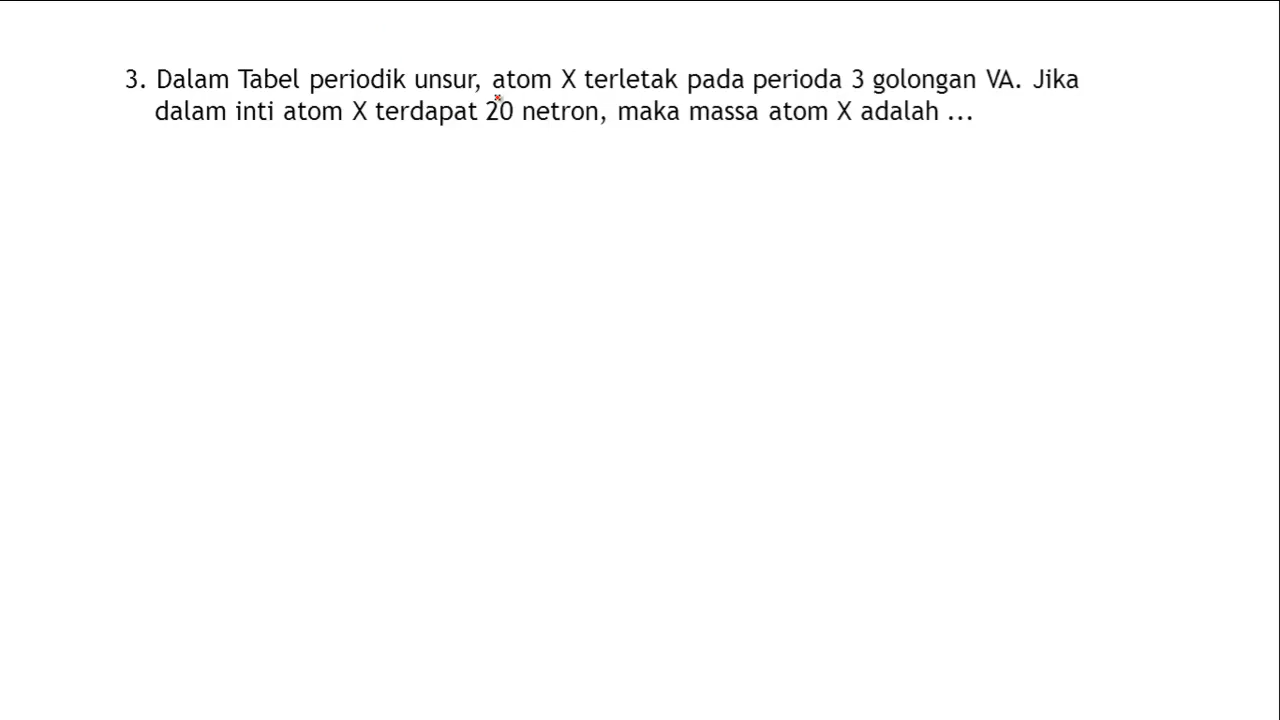 3. Dalam Tabel periodik unsur, atom X terletak pada perioda 3 golongan VA. Jika
dalam inti atom X terdapat 20 netron, maka massa atom X adalah ...